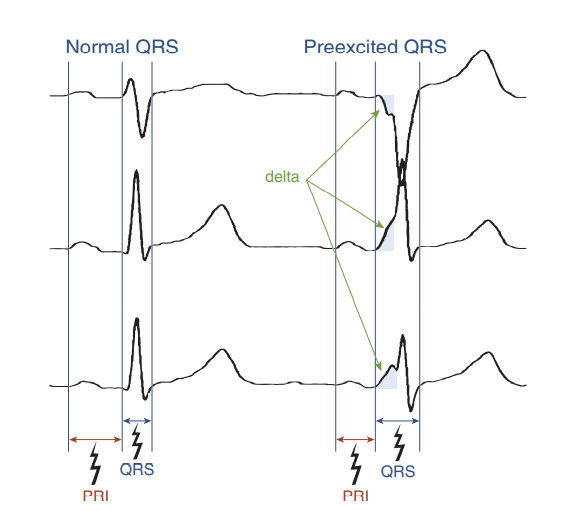 Normal QRS
Preexcited QRS
delta
QRS
QRS
PRI
PRI